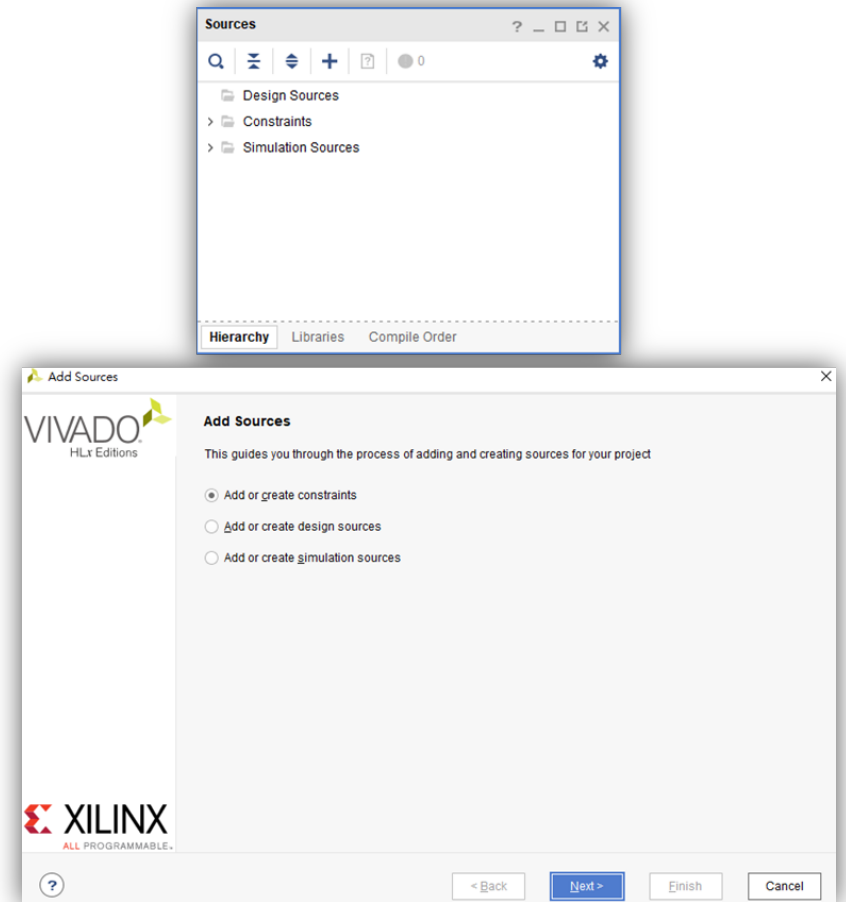 Sources
0
Design Sources
Constraints
Simulation Sources
Hierarchy Libraries Compile Order
Add Sources
VIVADO.
HLx Editions
Add Sources
This guides you through the process of adding and creating sources for your project
Add or create constraints
Add or create design sources
Add or create simulation sources
XILINX
ALL PROGRAMMABLE.
? < Back Next > Finish Cancel